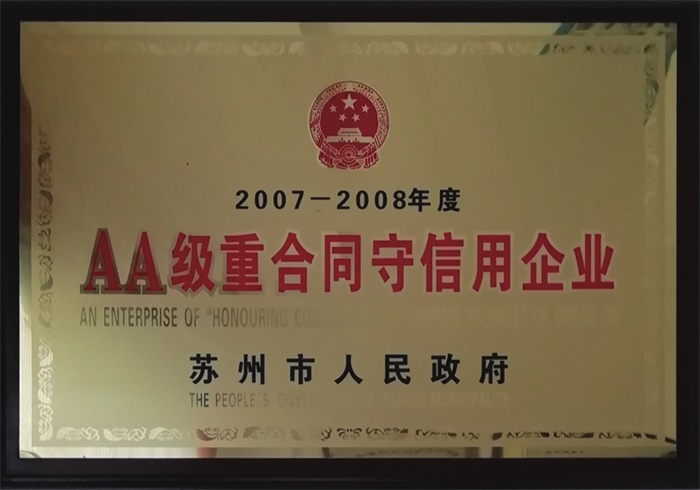 2007－2008年度
AA级重合同守信用企业
AN ENTERPRISE OF "HONOURING
苏州市人民政府
THE PEOPLE'S